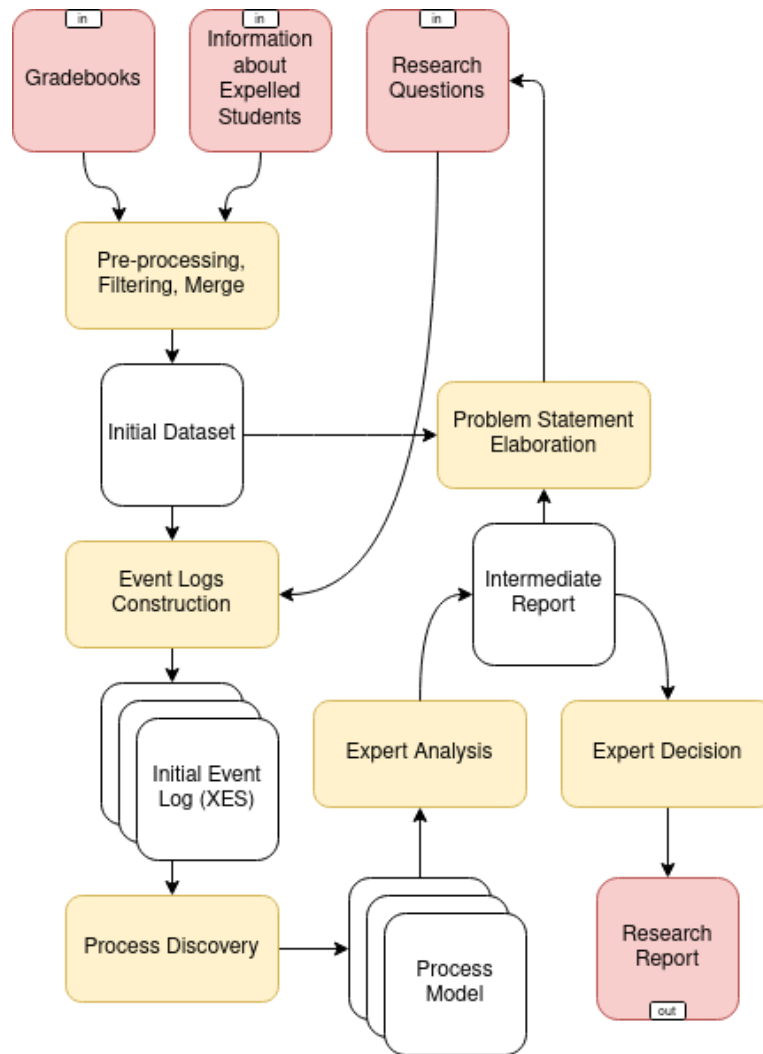 in
Gradebooks
in
Information
about
Expelled
Students
in
Research
Questions
Pre-processing,
Filtering, Merge
Initial Dataset
Problem Statement
Elaboration
Event Logs
Construction
Intermediate
Report
Initial Event
Log (XES)
Expert Analysis
Expert Decision
Process Discovery
Process
Model
Research
Report
out